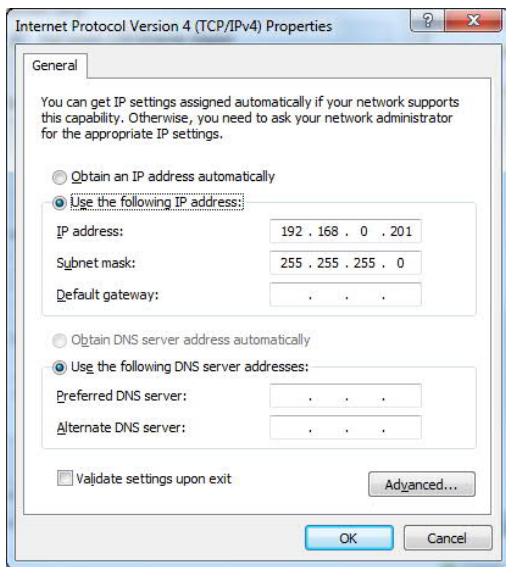 Internet Protocol Version 4 (TCP/IPv4) Properties
General
You can get IP settings assigned automatically if your network supports
this capability. Otherwise, you need to ask your network administrator
for the appropriate IP settings.
Obtain an IP address automatically
Use the following IP address:
IP address: 192 . 168 . 0 . 201
Subnet mask: 255 . 255 . 255 . 0
Default gateway: . . .
Obtain DNS server address automatically
Use the following DNS server addresses:
Preferred DNS server: . . .
Alternate DNS server: . . .
Validate settings upon exit
Advanced...
OK Cancel